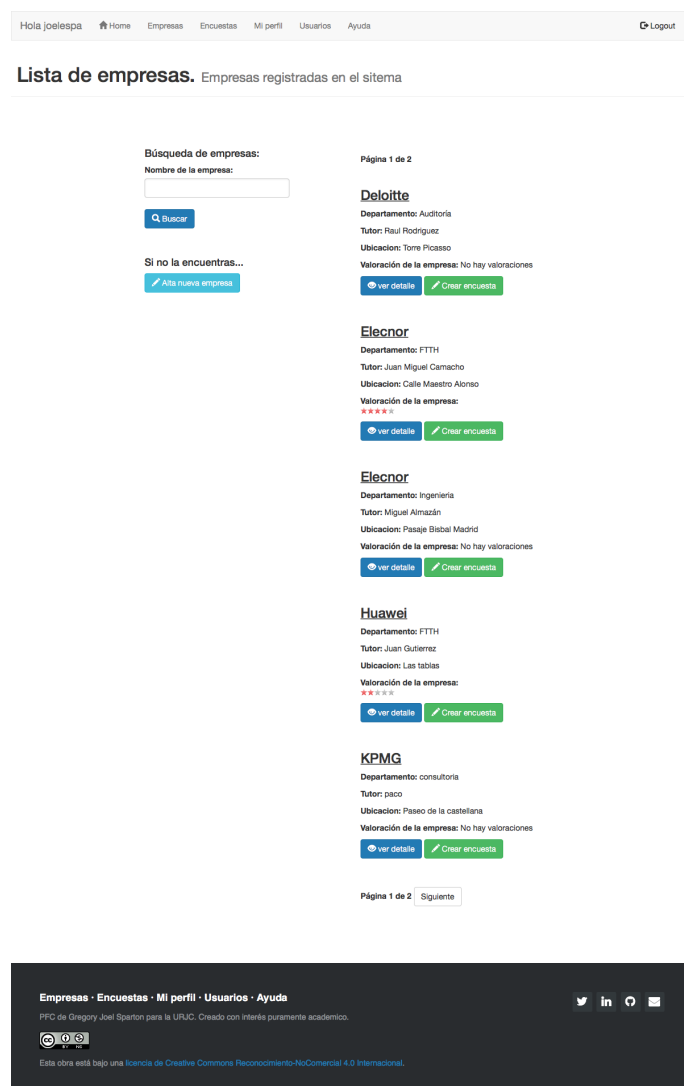 Hola joelespa Home Empresas Encuestas Mi perfil Usuarios Ayuda Logout
Lista de empresas. Empresas registradas en el sitema
Búsqueda de empresas:
Nombre de la empresa:
Buscar
Si no la encuentras...
Alta nueva empresa
Página 1 de 2
Deloitte
Departamento: Auditoría
Tutor: Raul Rodriguez
Ubicacion: Torre Picasso
Valoración de la empresa: No hay valoraciones
ver detalle Crear encuesta
Elecnor
Departamento: FTTH
Tutor: Juan Miguel Camacho
Ubicacion: Calle Maestro Alonso
Valoración de la empresa:
ver detalle Crear encuesta
Elecnor
Departamento: Ingenieria
Tutor: Miguel Almazán
Ubicacion: Pasaje Bisbal Madrid
Valoración de la empresa: No hay valoraciones
ver detalle Crear encuesta
Huawei
Departamento: FTTH
Tutor: Juan Gutierrez
Ubicacion: Las tablas
Valoración de la empresa:
ver detalle Crear encuesta
KPMG
Departamento: consultoria
Tutor: paco
Ubicacion: Paseo de la castellana
Valoración de la empresa: No hay valoraciones
ver detalle Crear encuesta
Página 1 de 2 Siguiente
Empresas · Encuestas · Mi perfil · Usuarios · Ayuda
PFC de Gregory Joel Sparton para la URJC. Creado con interés puramente academico.
cc BY NC
Esta obra está bajo una licencia de Creative Commons Reconocimiento-NoComercial 4.0 Internacional.